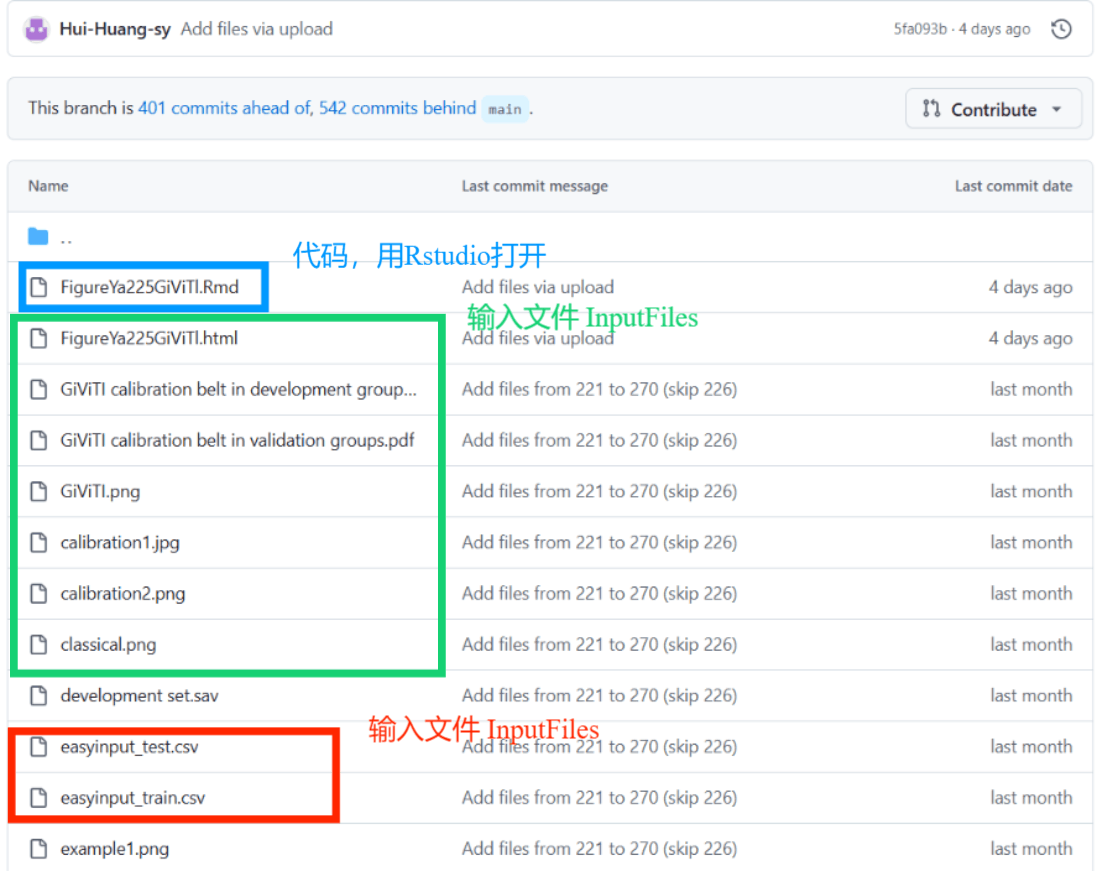 Hui-Huang-sy Add files via upload 5fa093b · 4 days ago
This branch is 401 commits ahead of, 542 commits behind main .
Contribute
Name Last commit message Last commit date
..
代码，用Rstudio打开
FigureYa225GiViTI.Rmd Add files via upload 4 days ago
输入文件 InputFiles
FigureYa225GiViTI.html Add files via upload 4 days ago
GiViTI calibration belt in development group... Add files from 221 to 270 (skip 226) last month
GiViTI calibration belt in validation groups.pdf Add files from 221 to 270 (skip 226) last month
GiViTI.png Add files from 221 to 270 (skip 226) last month
calibration1.jpg Add files from 221 to 270 (skip 226) last month
calibration2.png Add files from 221 to 270 (skip 226) last month
classical.png Add files from 221 to 270 (skip 226) last month
development set.sav Add files from 221 to 270 (skip 226) last month
输入文件 InputFiles
easyinput_test.csv Add files from 221 to 270 (skip 226) last month
easyinput_train.csv Add files from 221 to 270 (skip 226) last month
example1.png Add files from 221 to 270 (skip 226) last month